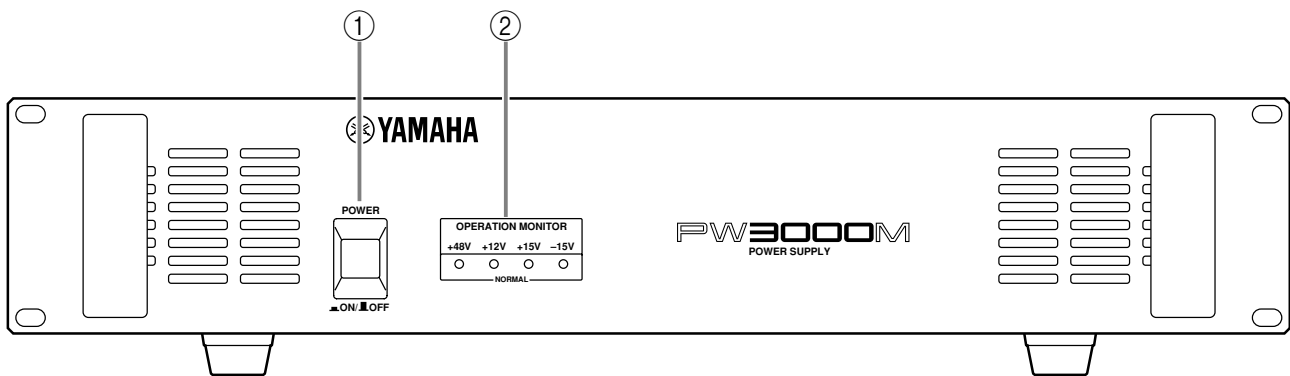 ① ②
YAMAHA
POWER
ON/ OFF
OPERATION MONITOR
+48V +12V +15V –15V
NORMAL
PW3000M
POWER SUPPLY